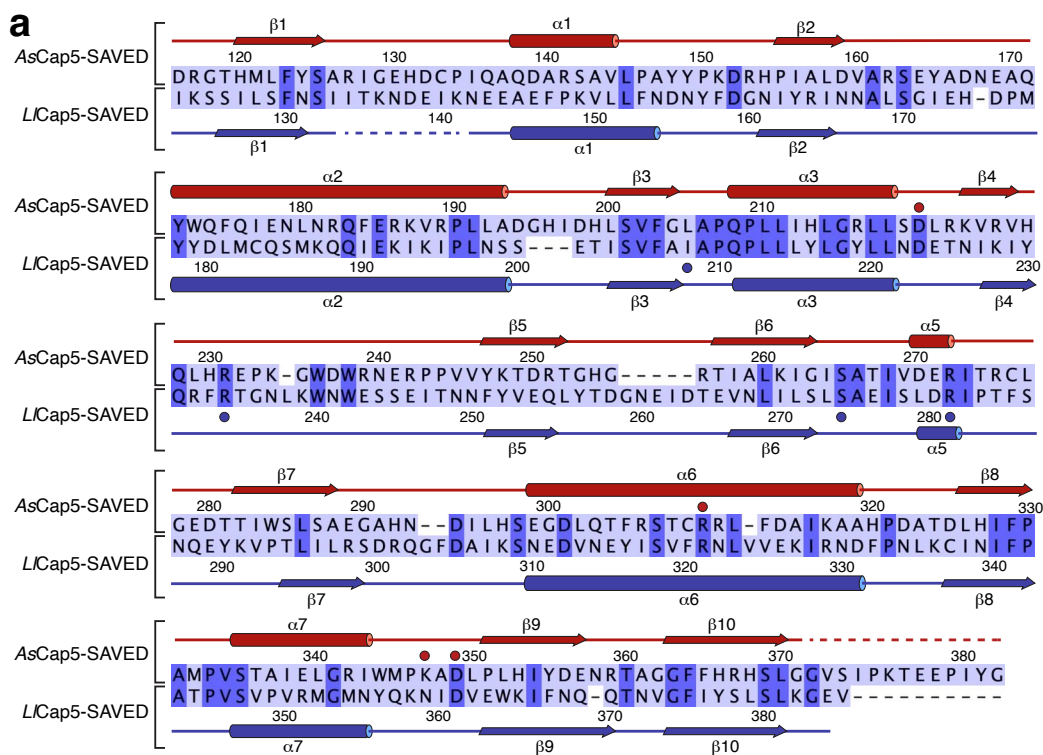 a
β1 α1 β2
AsCap5-SAVED
120 130 140 150 160 170
DRGTHMLFYSARIGEHDCPIQAQDARSAVLPAYYPKDRHPIALDVARSEYADNEAQ
IKSSILSFNSIITKNDEIKNEEAEFPKVLLFNDNYFDGNIYRINNALSGIEH-DPM
LlCap5-SAVED
130 140 150 160 170
β1 α1 β2
α2 β3 α3 β4
AsCap5-SAVED
180 190 200 210
YWQFQIENLNRQFERKVRPLLADGHIDHLSVFGLAPQPLLIHLGRLLSDLRKVRVH
YYDLMCQSMKQQIEKIKIPLNSS---ETISVFAIAPQPLLLYLGYLLNDETNIKIY
LlCap5-SAVED
180 190 200 210 220 230
α2 β3 α3 β4
β5 β6 α5
AsCap5-SAVED
230 240 250 260 270
QLHREPK-GWDWRNERPPVVYKTDRTGHG-----RTIALKIGISATIVDERITRCL
QRFRTGNLKWNWESSEITNNFYVEQLYTDGNEIDTEVNLILSLSAEISLDRIPTFS
LlCap5-SAVED
240 250 260 270 280
β5 β6 α5
β7 α6 β8
AsCap5-SAVED
280 290 300 310 320 330
GEDTTIWSLSAEGAHN--DILHSEGDLQTFRSTCRRL-FDAIKAAHPDATDLHIFP
NQEYKVPTLILRSDRQGFDAIKSNEDVNEYISVFRNLVVEKIRNDFPNLKCINIFP
LlCap5-SAVED
290 300 310 320 330 340
β7 α6 β8
α7 β9 β10
AsCap5-SAVED
340 350 360 370 380
AMPVSTAIELGRIWMPKADLPLHIYDENRTAGGFFHRHSLGGVSIPKTEEPIYG
ATPVSVPVRMGMNYQKNIDVEWKIFNQ-QTNVGFIYSLSLKGEV----------
LlCap5-SAVED
350 360 370 380
α7 β9 β10